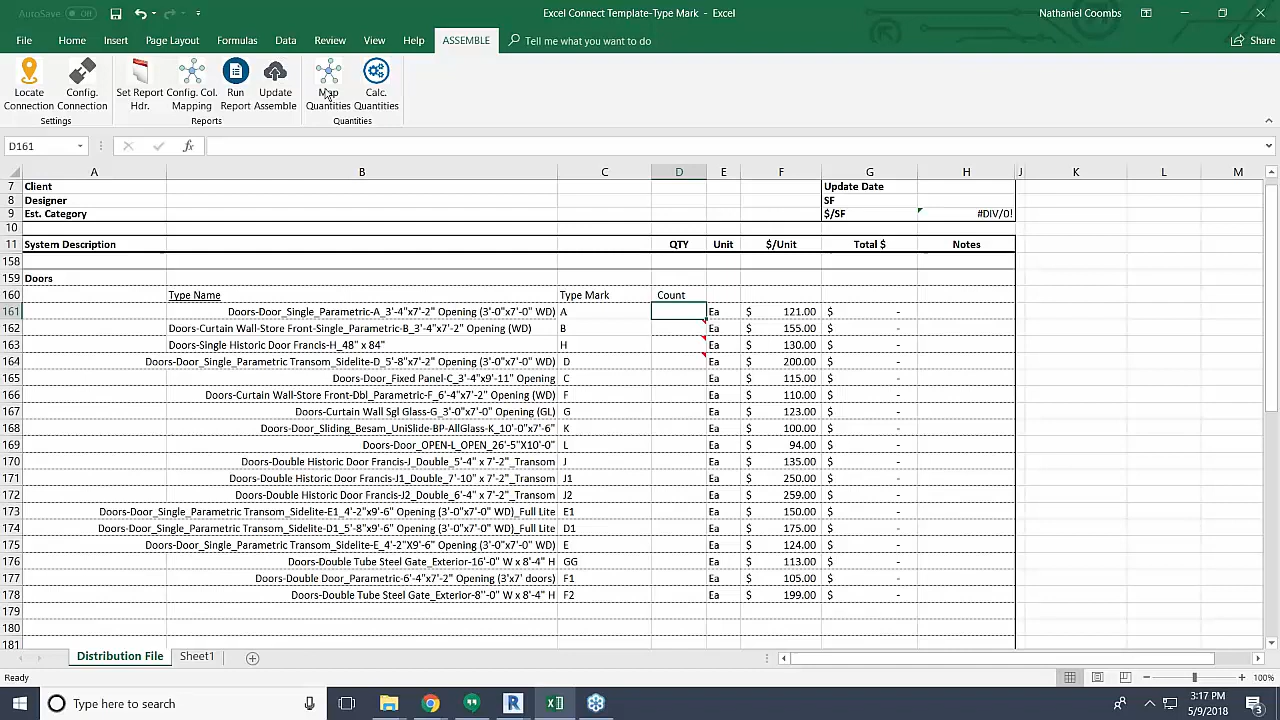 AutoSave Off
Excel Connect Template-Type Mark - Excel
Nathaniel Coombs
File Home Insert Page Layout Formulas Data Review View Help ASSEMBLE Tell me what you want to do Share
Locate Connection
Config. Connection
Set Report Hdr.
Config. Col. Mapping
Run Report
Update Assemble
Map Quantities
Calc. Quantities
Settings Reports Quantities
D161 fx
A B C D E F G H J K L M
7 Client Update Date
8 Designer SF
9 Est. Category $/SF #DIV/0!
10
11 System Description QTY Unit $/Unit Total $ Notes
158
159 Doors
160 Type Name Type Mark Count
161 Doors-Door_Single_Parametric-A_3'-4"x7'-2" Opening (3'-0"x7'-0" WD) A Ea $ 121.00 $ -
162 Doors-Curtain Wall-Store Front-Single_Parametric-B_3'-4"x7'-2" Opening (WD) B Ea $ 155.00 $ -
163 Doors-Single Historic Door Francis-H_48" x 84" H Ea $ 130.00 $ -
164 Doors-Door_Single_Parametric Transom_Sidelite-D_5'-8"x7'-2" Opening (3'-0"x7'-0" WD) D Ea $ 200.00 $ -
165 Doors-Door_Fixed Panel-C_3'-4"x9'-11" Opening C Ea $ 115.00 $ -
166 Doors-Curtain Wall-Store Front-Dbl_Parametric-F_6'-4"x7'-2" Opening (WD) F Ea $ 110.00 $ -
167 Doors-Curtain Wall Sgl Glass-G_3'-0"x7'-0" Opening (GL) G Ea $ 123.00 $ -
168 Doors-Door_Sliding_Besam_UniSlide-BP-AllGlass-K_10'-0"x7'-6" K Ea $ 100.00 $ -
169 Doors-Door_OPEN-L_OPEN_26'-5"X10'-0" L Ea $ 94.00 $ -
170 Doors-Double Historic Door Francis-J_Double_5'-4" x 7'-2"_Transom J Ea $ 135.00 $ -
171 Doors-Double Historic Door Francis-J1_Double_7'-10" x 7'-2"_Transom J1 Ea $ 250.00 $ -
172 Doors-Double Historic Door Francis-J2_Double_6'-4" x 7'-2"_Transom J2 Ea $ 259.00 $ -
173 Doors-Door_Single_Parametric Transom_Sidelite-E1_4'-2"x9'-6" Opening (3'-0"x7'-0" WD)_Full Lite E1 Ea $ 150.00 $ -
174 Doors-Door_Single_Parametric Transom_Sidelite-D1_5'-8"x9'-6" Opening (3'-0"x7'-0" WD)_Full Lite D1 Ea $ 175.00 $ -
175 Doors-Door_Single_Parametric Transom_Sidelite-E_4'-2"X9'-6" Opening (3'-0"x7'-0" WD) E Ea $ 124.00 $ -
176 Doors-Double Tube Steel Gate_Exterior-16'-0" W x 8'-4" H GG Ea $ 113.00 $ -
177 Doors-Double Door_Parametric-6'-4"x7'-2" Opening (3'x7' doors) F1 Ea $ 105.00 $ -
178 Doors-Double Tube Steel Gate_Exterior-8"-0" W x 8'-4" H F2 Ea $ 199.00 $ -
179
180
181
Distribution File Sheet1
Ready 100%
Type here to search
3:17 PM
5/9/2018
3